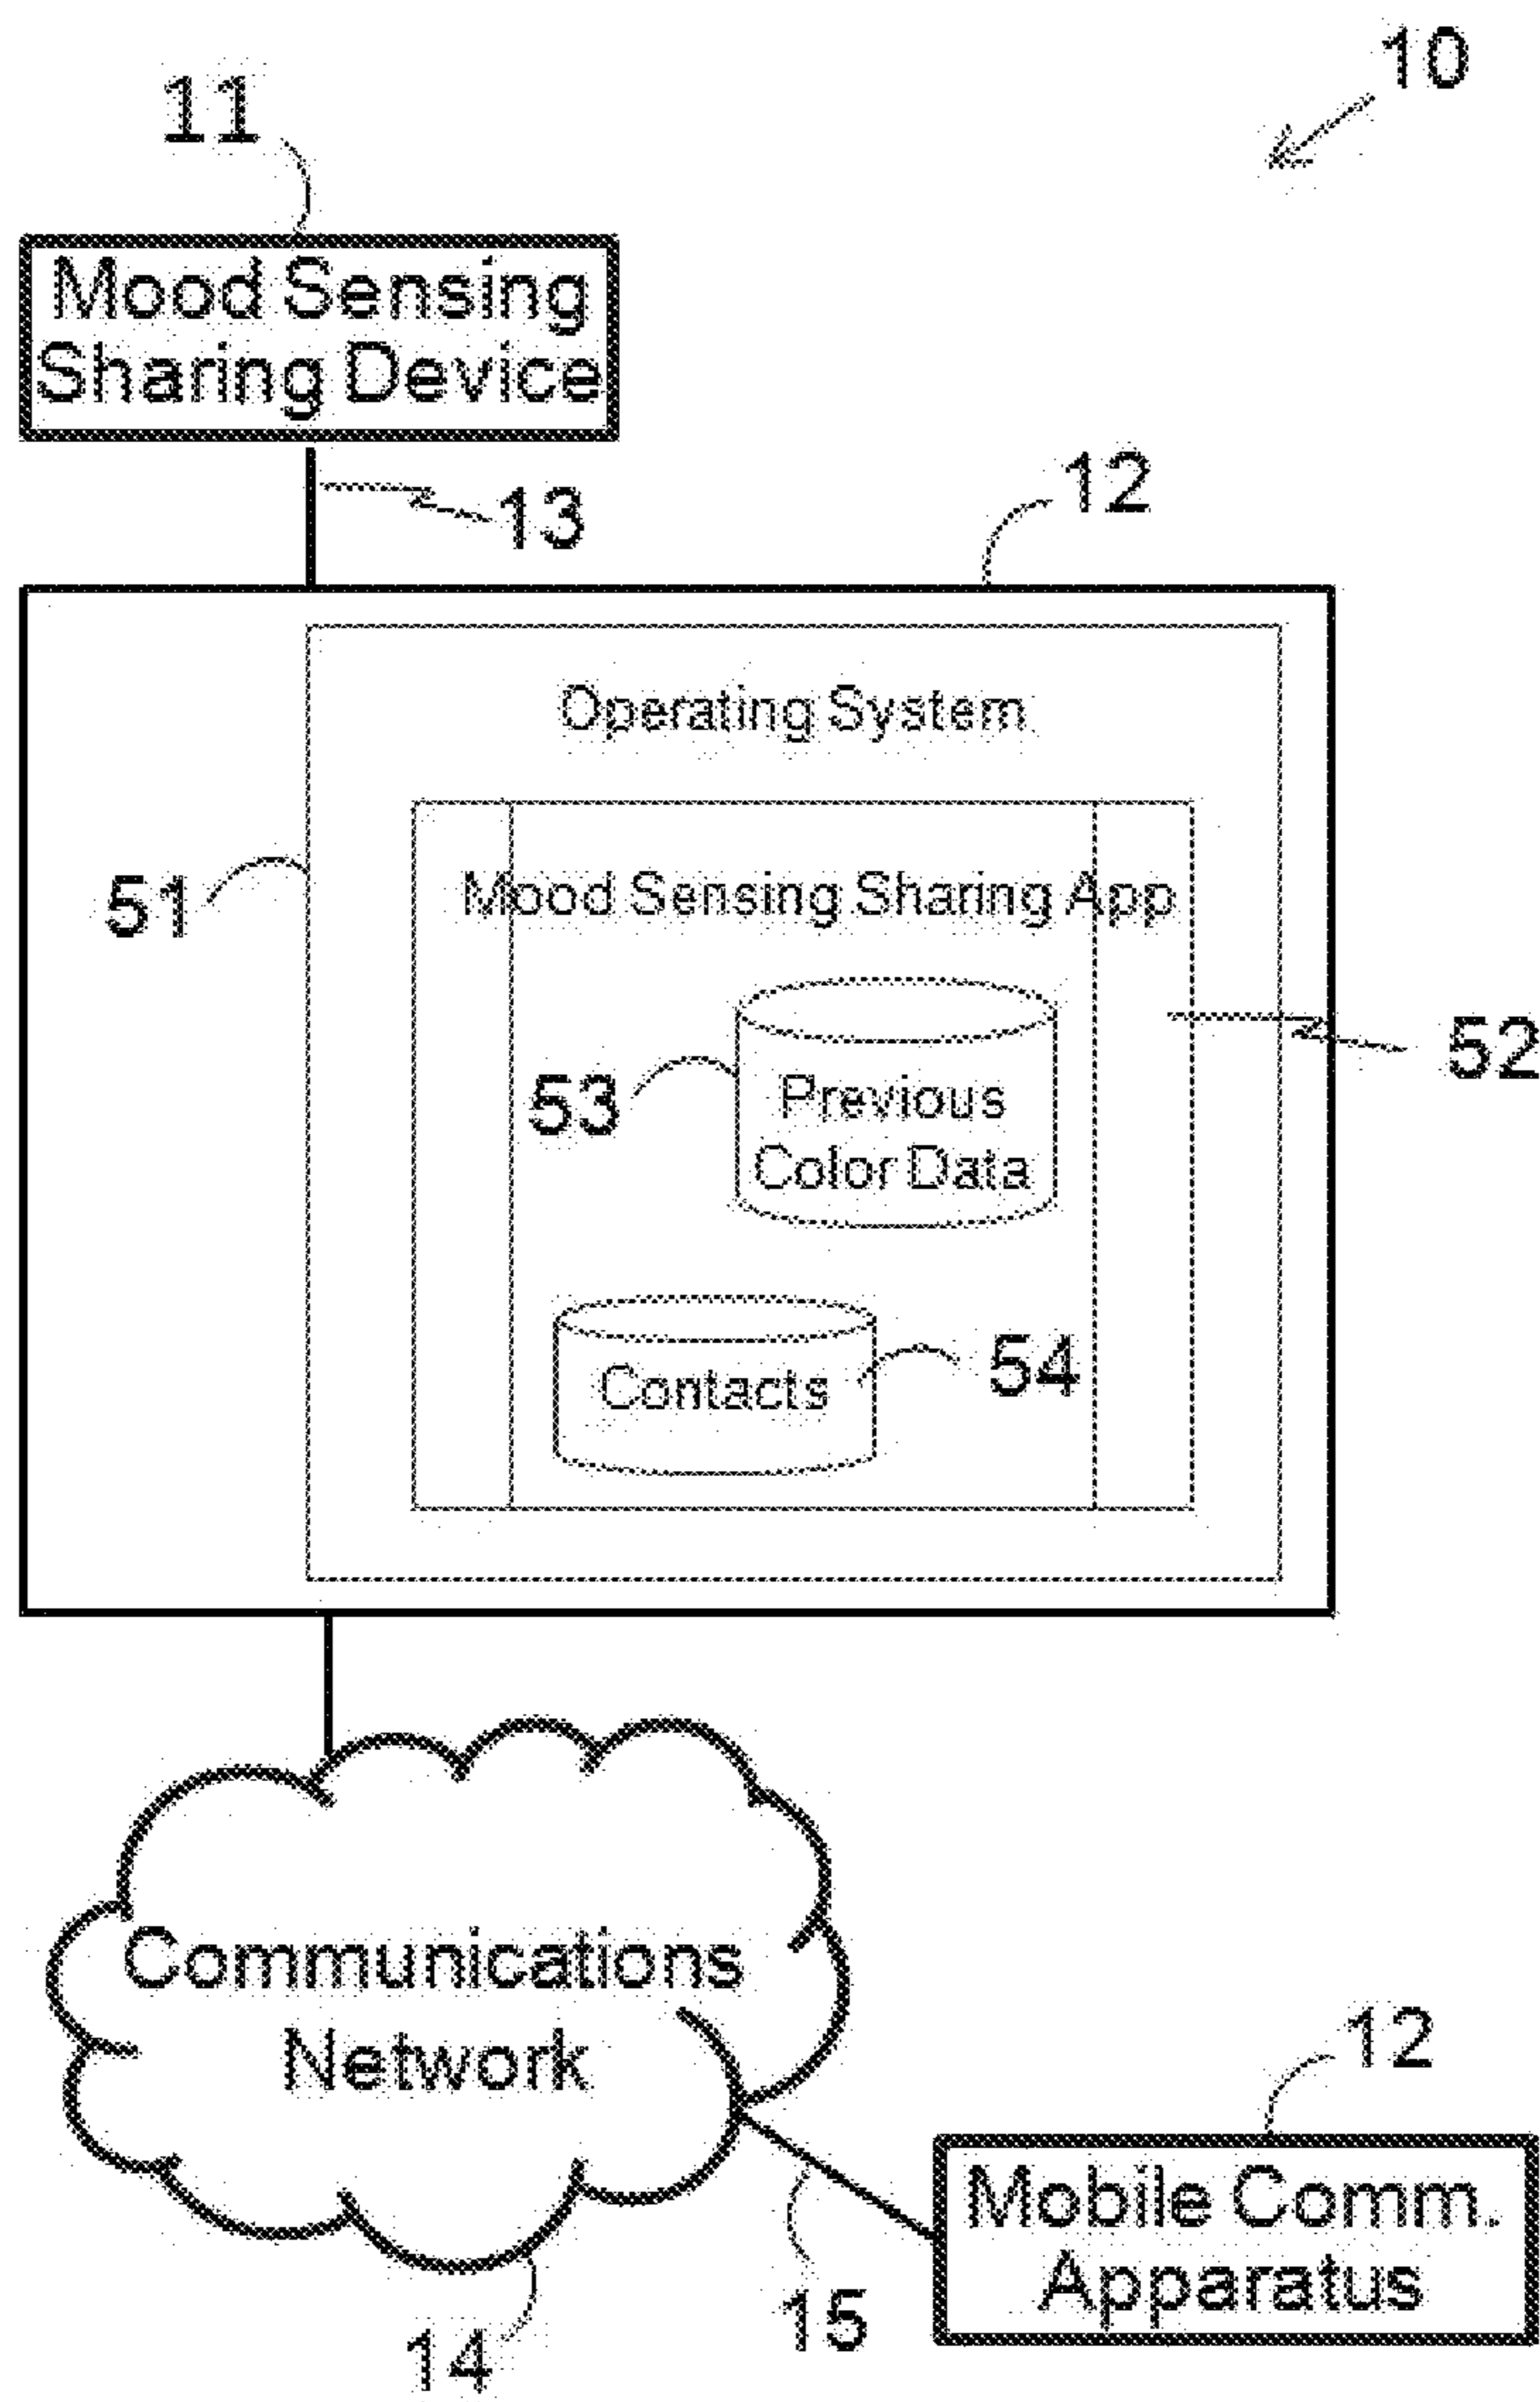 10
11
Mood Sensing
Sharing Device
13
12
Operating System
51
Mood Sensing Sharing App
52
53
Previous
Color Data
54
Contacts
Communications
Network
12
Mobile Comm.
Apparatus
15
14